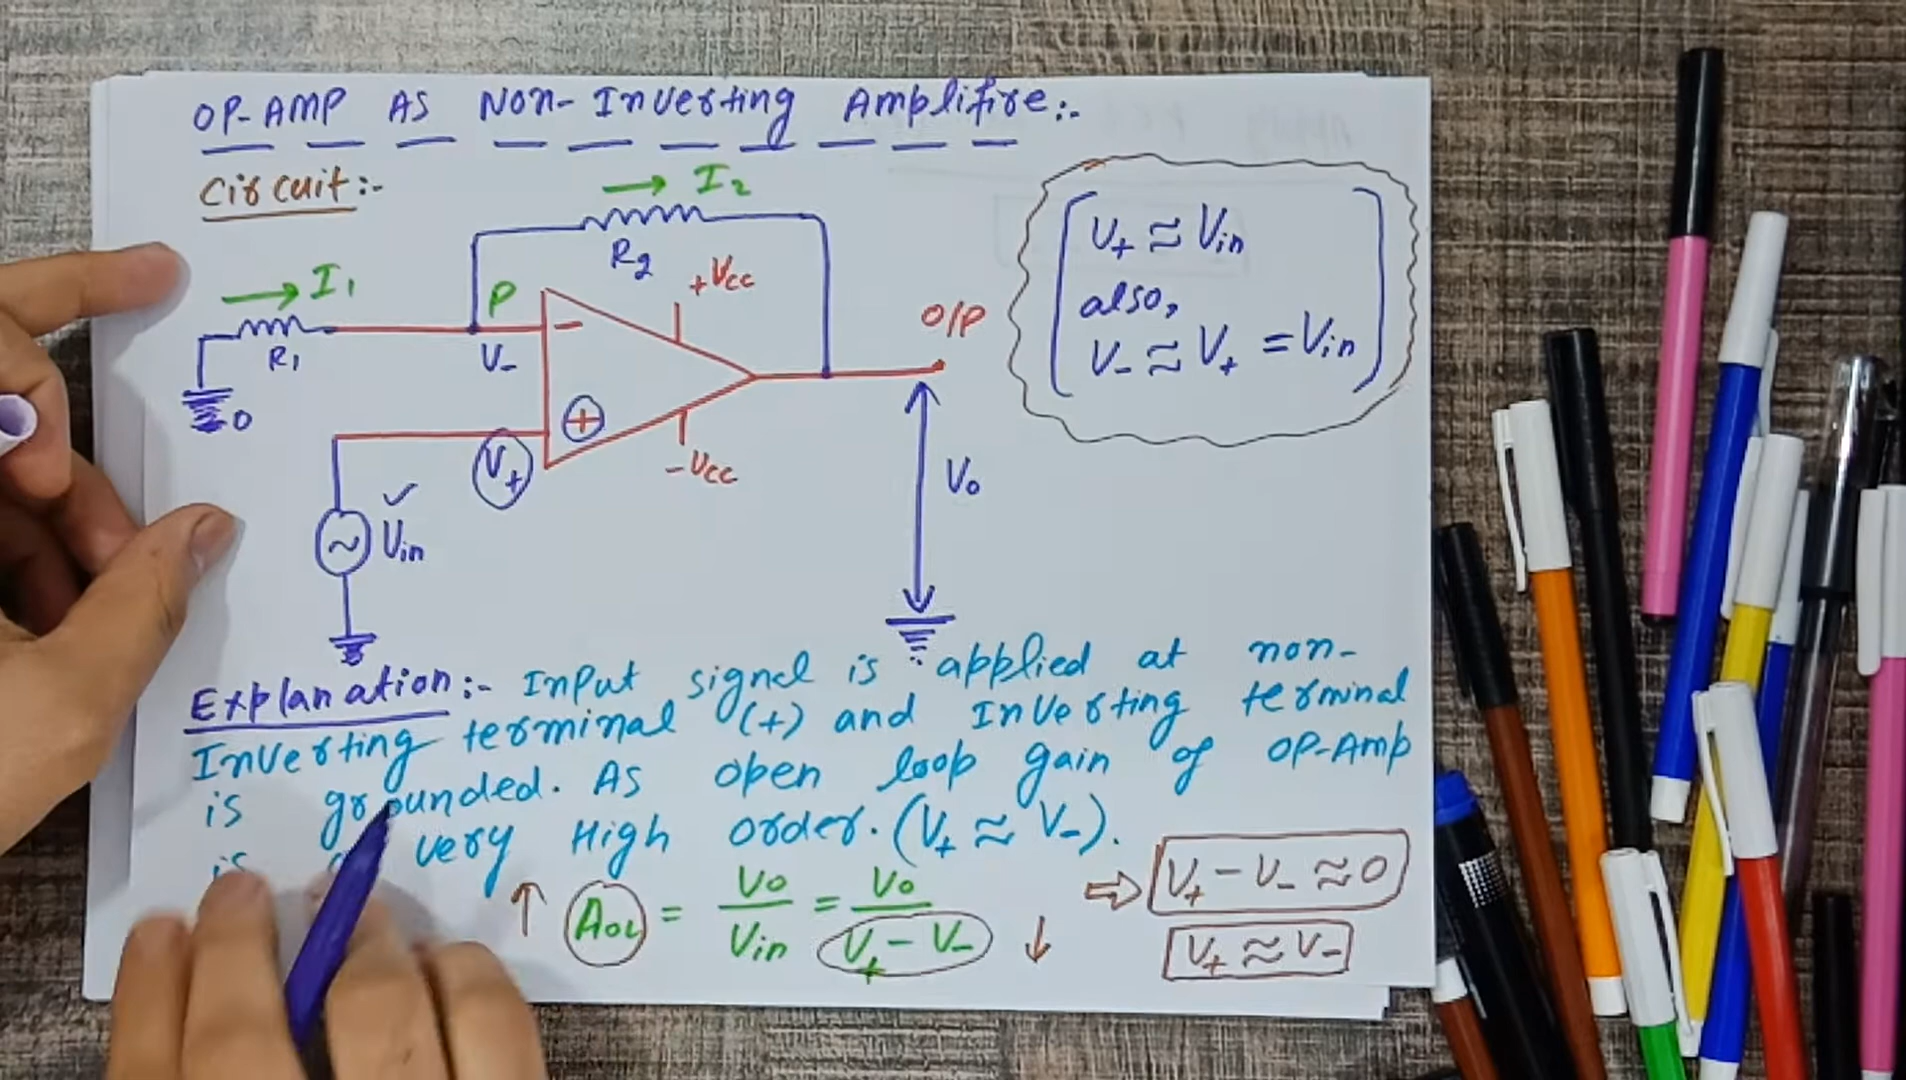 OP-AMP AS Non-Inverting Amplifire:-
Circuit:-
I2
R2
+Vcc
I1
P
-
O/P
R1
V-
0
+
V+
-Vcc
Vin
Vo
V+ ≈ Vin
also,
V- ≈ V+ = Vin
Explanation:- Input signal is applied at non-
Inverting terminal (+) and Inverting terminal
is grounded. As open loop gain of OP-Amp
is very High order. (V+ ≈ V-).
↑ AOL = Vo/Vin = Vo/(V+ - V-) ↓
⇒ V+ - V- ≈ 0
V+ ≈ V-